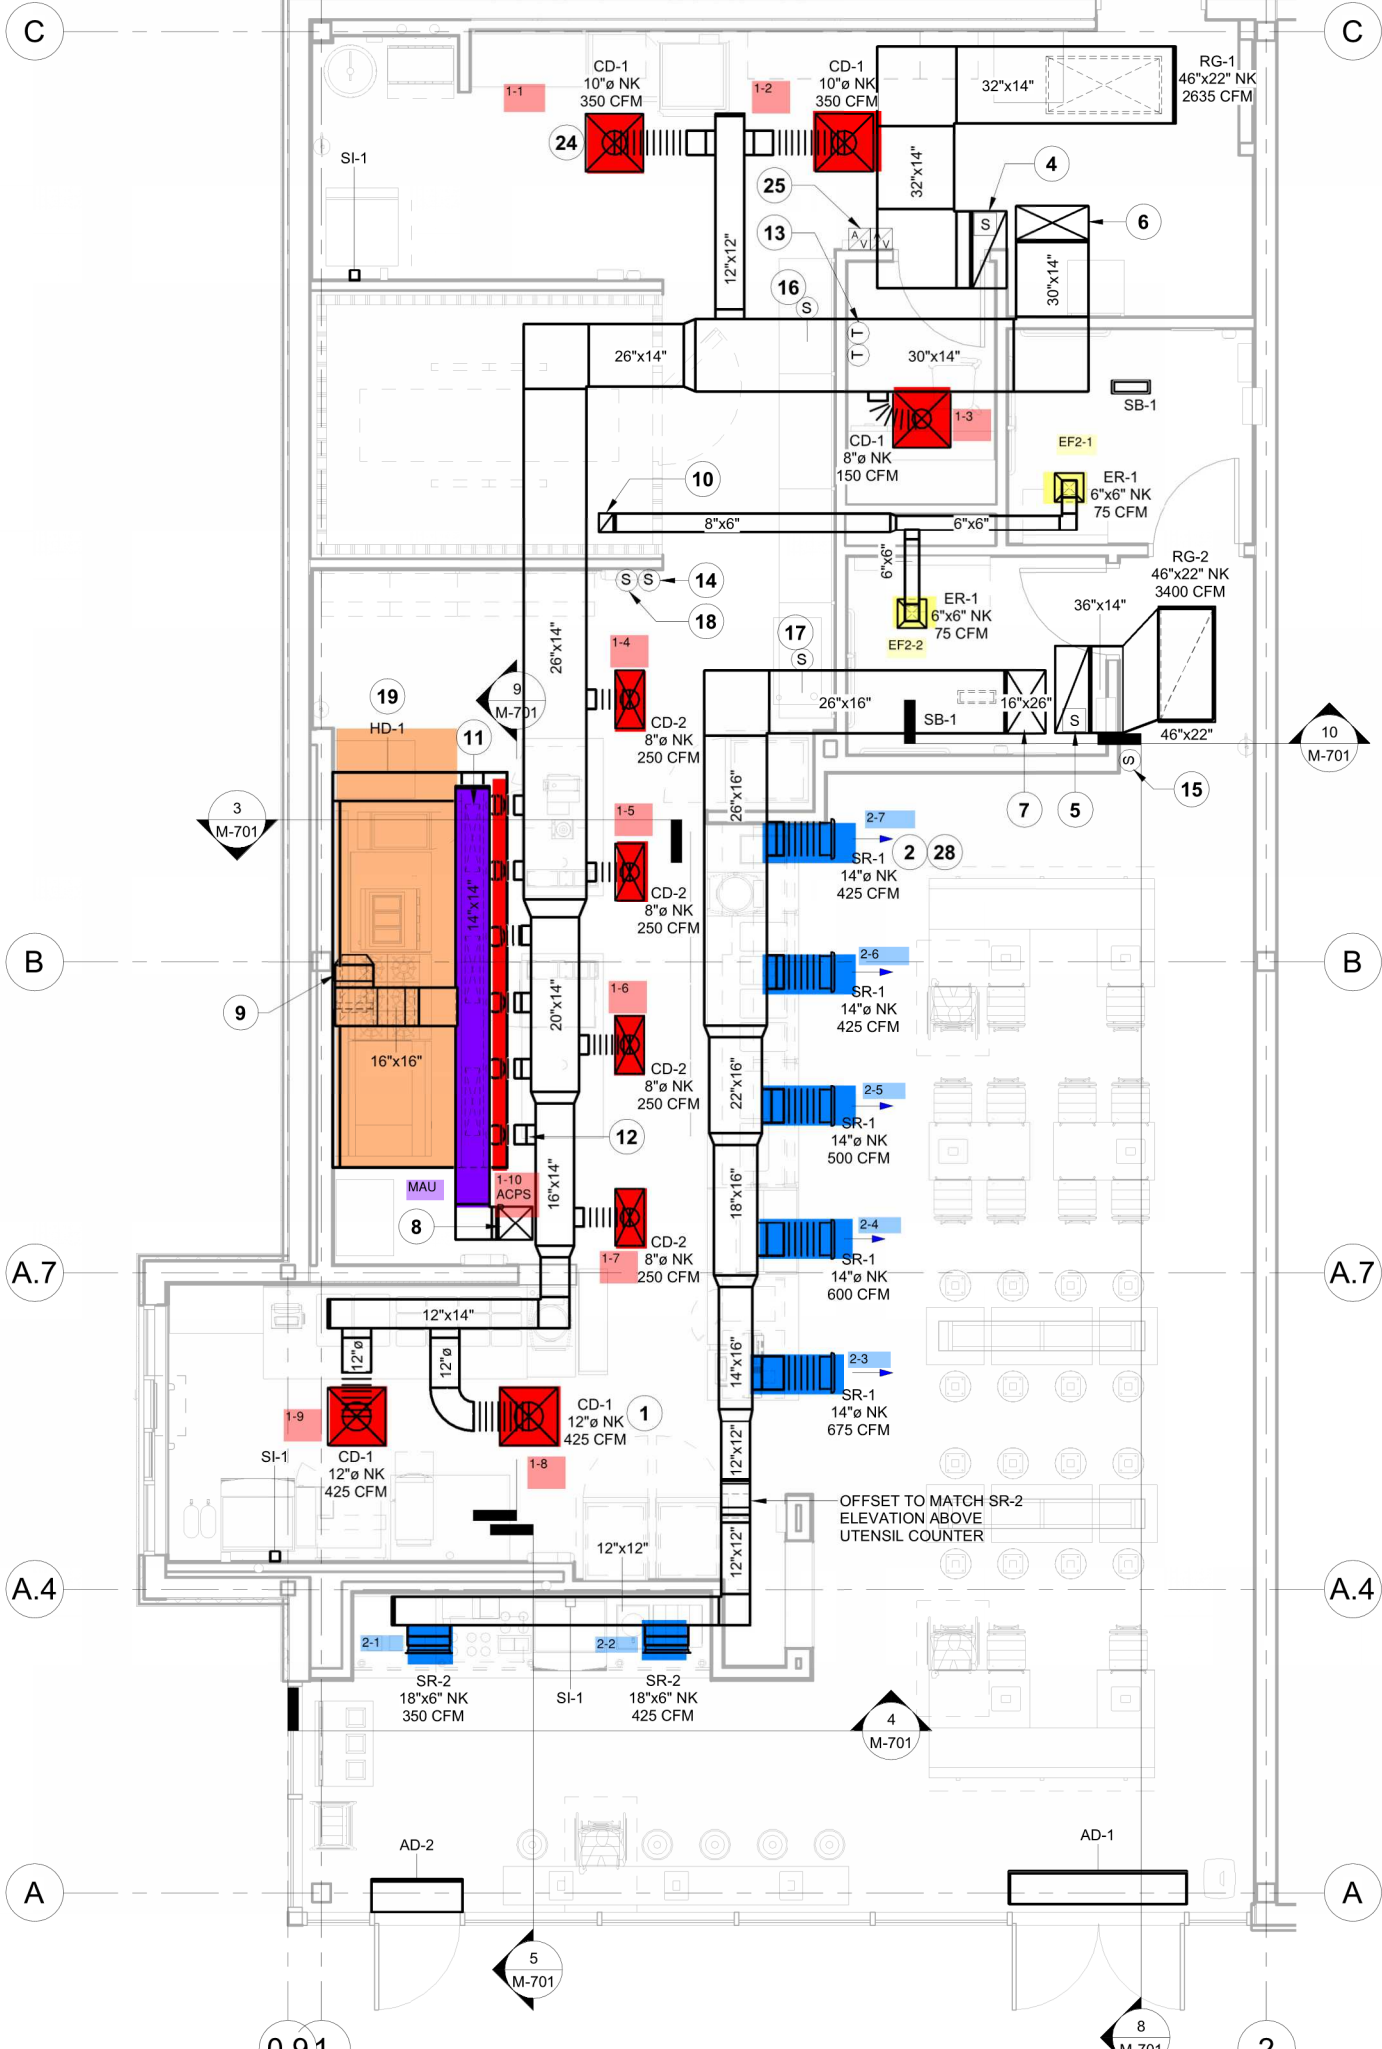 C
C
CD-1
10"ø NK
350 CFM
1-1
CD-1
10"ø NK
350 CFM
1-2
RG-1
46"x22" NK
2635 CFM
32"x14"
24
SI-1
25
4
32"x14"
A
V
A
V
S
6
13
12"x12"
16
S
30"x14"
T
T
26"x14"
30"x14"
SB-1
1-3
CD-1
8"ø NK
150 CFM
EF2-1
ER-1
6"x6" NK
75 CFM
10
8"x6"
6"x6"
6"x6"
S
S
14
18
ER-1
6"x6" NK
75 CFM
EF2-2
RG-2
46"x22" NK
3400 CFM
36"x14"
1-4
17
S
26"x14"
9
M-701
19
HD-1
11
CD-2
8"ø NK
250 CFM
26"x16"
SB-1
16"x26"
S
46"x22"
10
M-701
S
15
7
5
26"x16"
3
M-701
1-5
2-7
2
28
SR-1
14"ø NK
425 CFM
14"x14"
CD-2
8"ø NK
250 CFM
B
B
2-6
SR-1
14"ø NK
425 CFM
9
1-6
20"x14"
16"x16"
CD-2
8"ø NK
250 CFM
22"x16"
2-5
SR-1
14"ø NK
500 CFM
12
MAU
1-10
ACPS
16"x14"
18"x16"
8
2-4
SR-1
14"ø NK
600 CFM
CD-2
8"ø NK
250 CFM
1-7
A.7
A.7
12"x14"
12"ø
12"ø
14"x16"
2-3
SR-1
14"ø NK
675 CFM
1-9
CD-1
12"ø NK
425 CFM
1
SI-1
CD-1
12"ø NK
425 CFM
1-8
12"x12"
OFFSET TO MATCH SR-2
ELEVATION ABOVE
UTENSIL COUNTER
12"x12"
12"x12"
A.4
A.4
2-1
2-2
SR-2
18"x6" NK
350 CFM
SI-1
SR-2
18"x6" NK
425 CFM
4
M-701
AD-2
AD-1
A
A
5
M-701
8
M-701
0.9
1
2